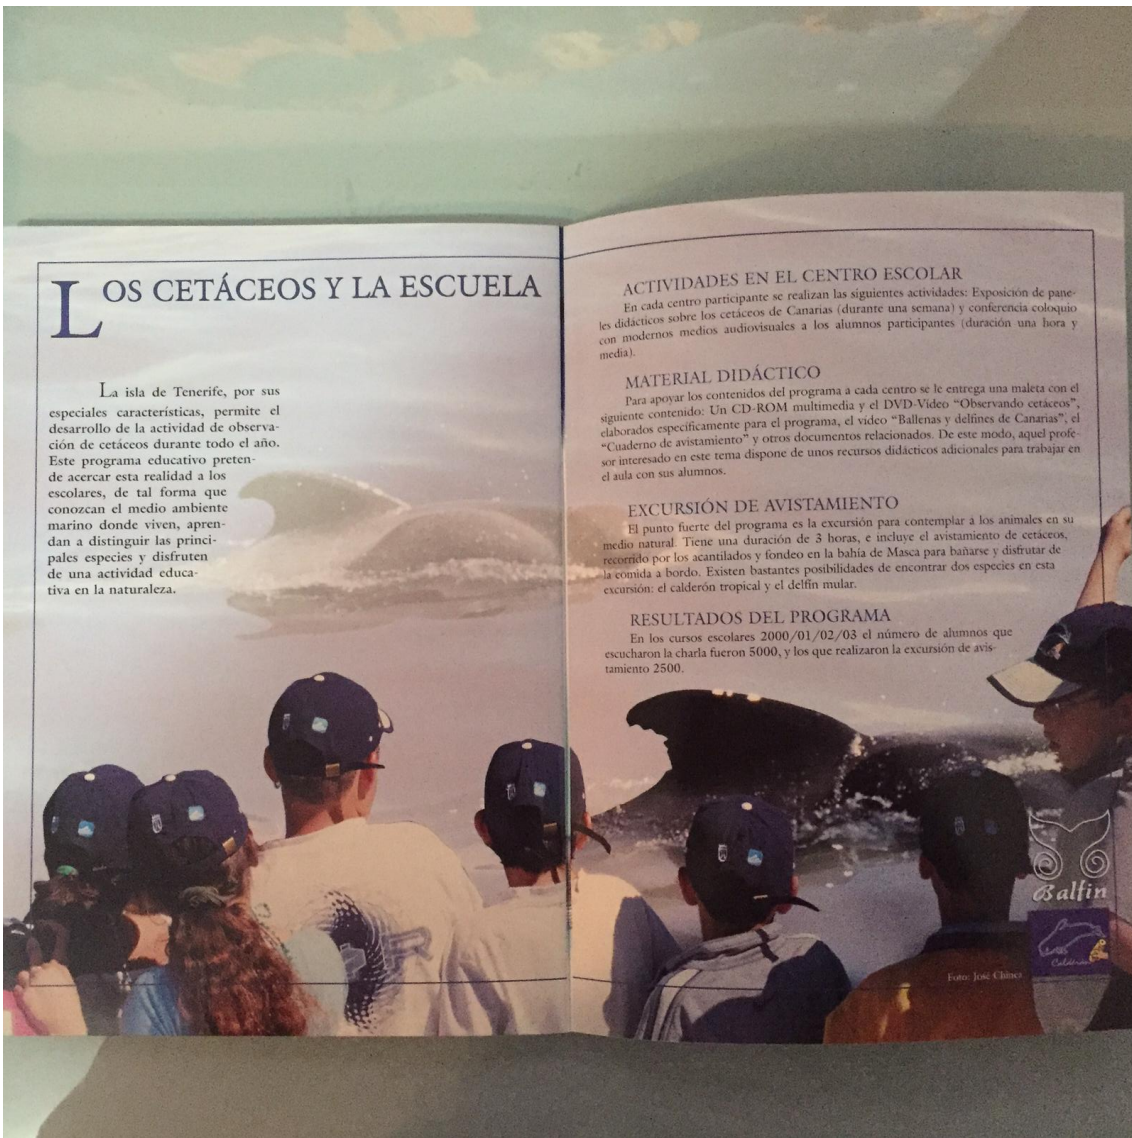 LOS CETÁCEOS Y LA ESCUELA
La isla de Tenerife, por sus
especiales características, permite el
desarrollo de la actividad de observa-
ción de cetáceos durante todo el año.
Este programa educativo preten-
de acercar esta realidad a los
escolares, de tal forma que
conozcan el medio ambiente
marino donde viven, apren-
dan a distinguir las princi-
pales especies y disfruten
de una actividad educa-
tiva en la naturaleza.
ACTIVIDADES EN EL CENTRO ESCOLAR
En cada centro participante se realizan las siguientes actividades: Exposición de pane-
les didácticos sobre los cetáceos de Canarias (durante una semana) y conferencia coloquio
con modernos medios audiovisuales a los alumnos participantes (duración una hora y
media).
MATERIAL DIDÁCTICO
Para apoyar los contenidos del programa a cada centro se le entrega una maleta con el
siguiente contenido: Un CD-ROM multimedia y el DVD-Vídeo “Observando cetáceos”,
elaborados específicamente para el programa, el vídeo “Ballenas y delfines de Canarias”, el
“Cuaderno de avistamiento” y otros documentos relacionados. De este modo, aquel profe-
sor interesado en este tema dispone de unos recursos didácticos adicionales para trabajar en
el aula con sus alumnos.
EXCURSIÓN DE AVISTAMIENTO
El punto fuerte del programa es la excursión para contemplar a los animales en su
medio natural. Tiene una duración de 3 horas, e incluye el avistamiento de cetáceos,
recorrido por los acantilados y fondeo en la bahía de Masca para bañarse y disfrutar de
la comida a bordo. Existen bastantes posibilidades de encontrar dos especies en esta
excursión: el calderón tropical y el delfín mular.
RESULTADOS DEL PROGRAMA
En los cursos escolares 2000/01/02/03 el número de alumnos que
escucharon la charla fueron 5000, y los que realizaron la excursión de avis-
tamiento 2500.
Balfin
Foto: José Chinea